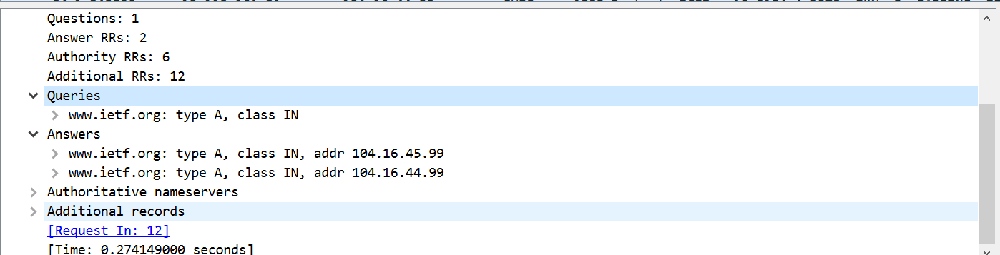 Questions: 1
Answer RRs: 2
Authority RRs: 6
Additional RRs: 12
Queries
www.ietf.org: type A, class IN
Answers
www.ietf.org: type A, class IN, addr 104.16.45.99
www.ietf.org: type A, class IN, addr 104.16.44.99
Authoritative nameservers
Additional records
[Request In: 12]
[Time: 0.274149000 seconds]